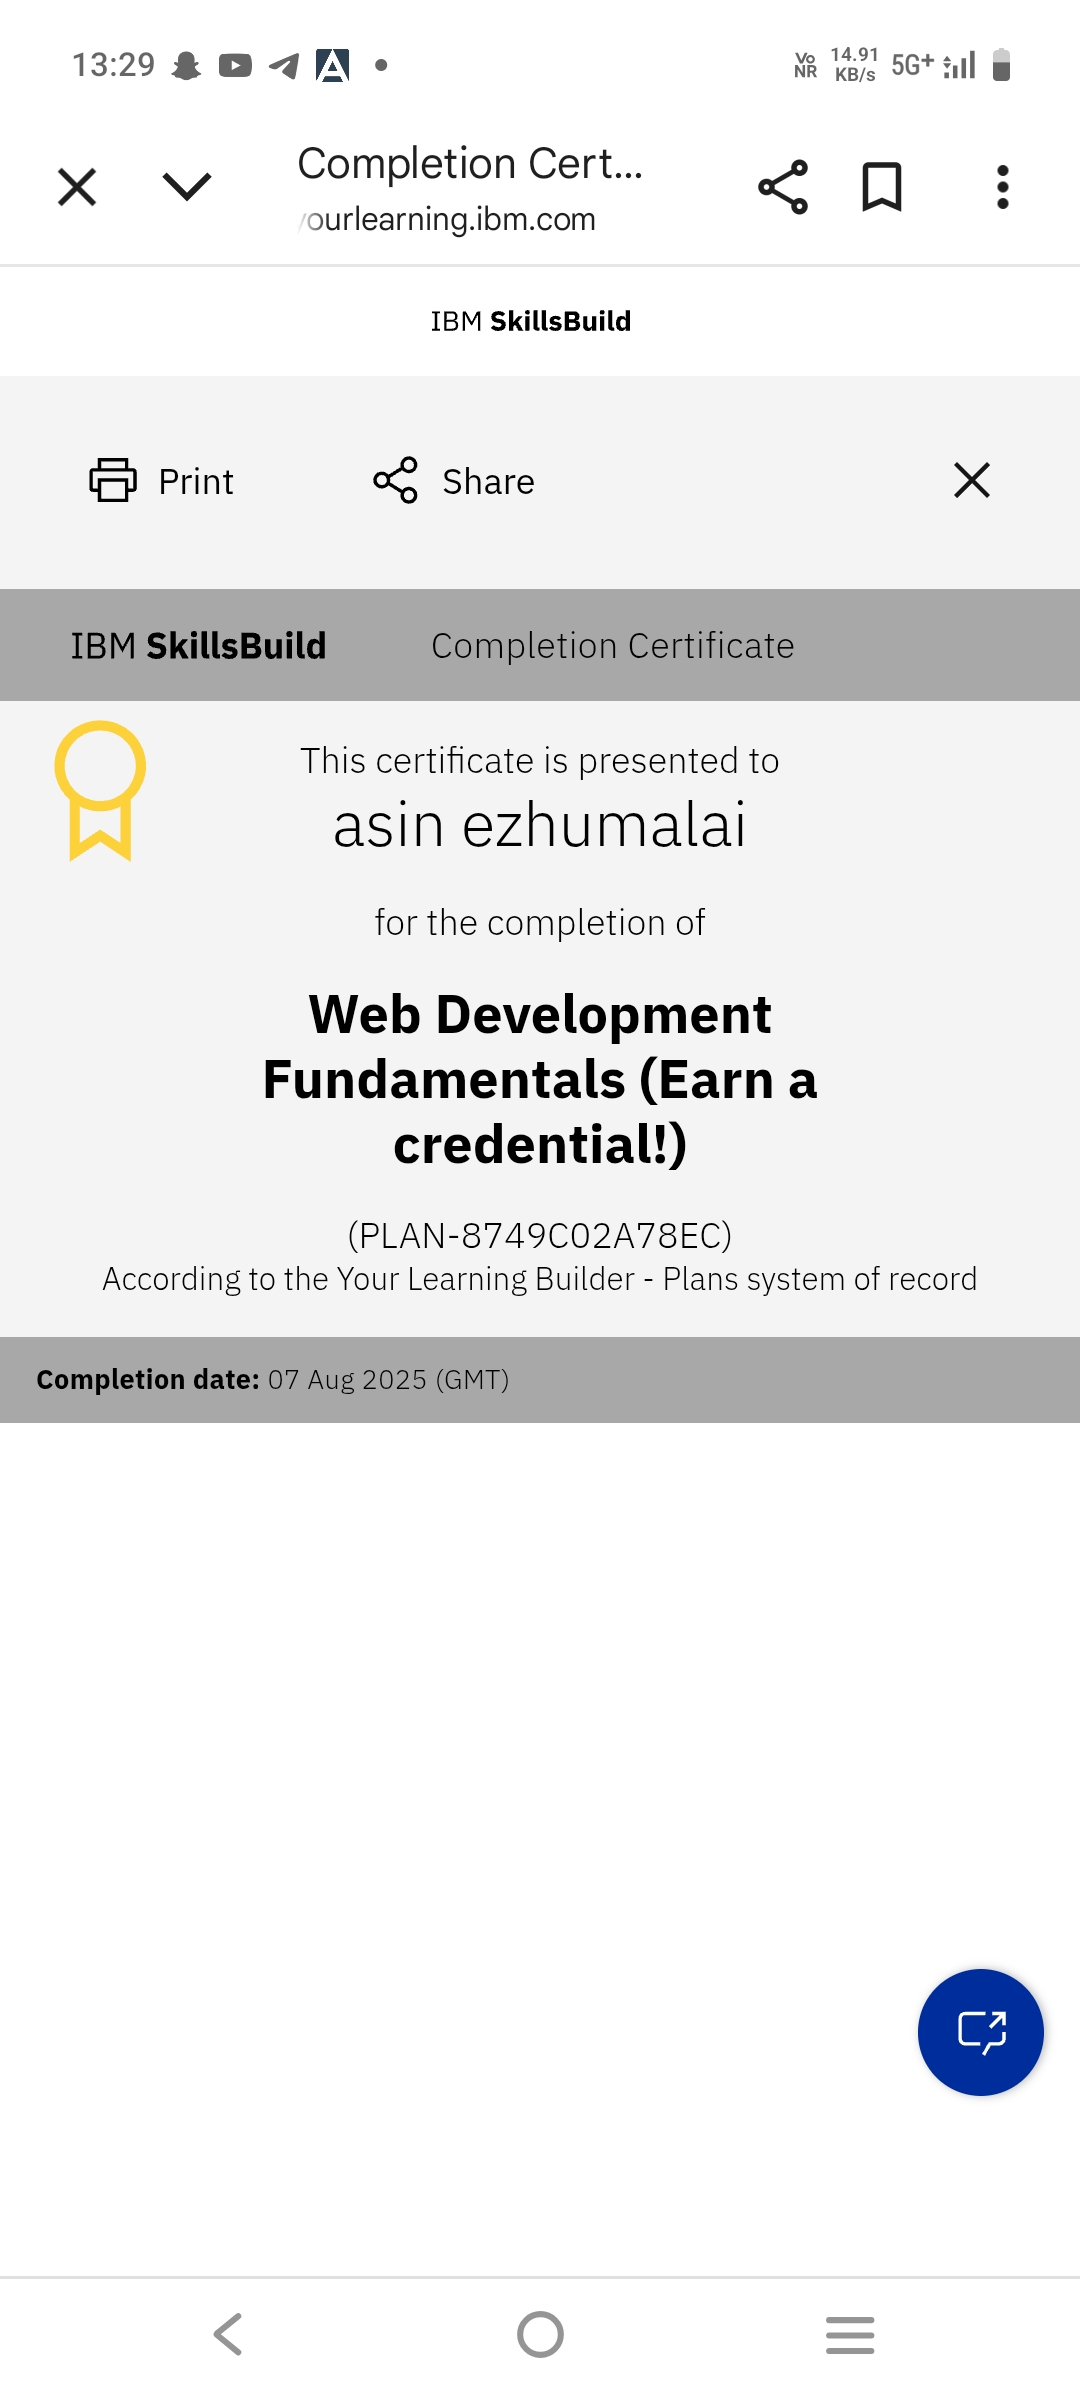 13:29
Vo
NR
14.91
KB/s
5G+
Completion Cert...
yourlearning.ibm.com
IBM SkillsBuild
Print
Share
IBM SkillsBuild
Completion Certificate
This certificate is presented to
asin ezhumalai
for the completion of
Web Development
Fundamentals (Earn a
credential!)
(PLAN-8749C02A78EC)
According to the Your Learning Builder - Plans system of record
Completion date: 07 Aug 2025 (GMT)